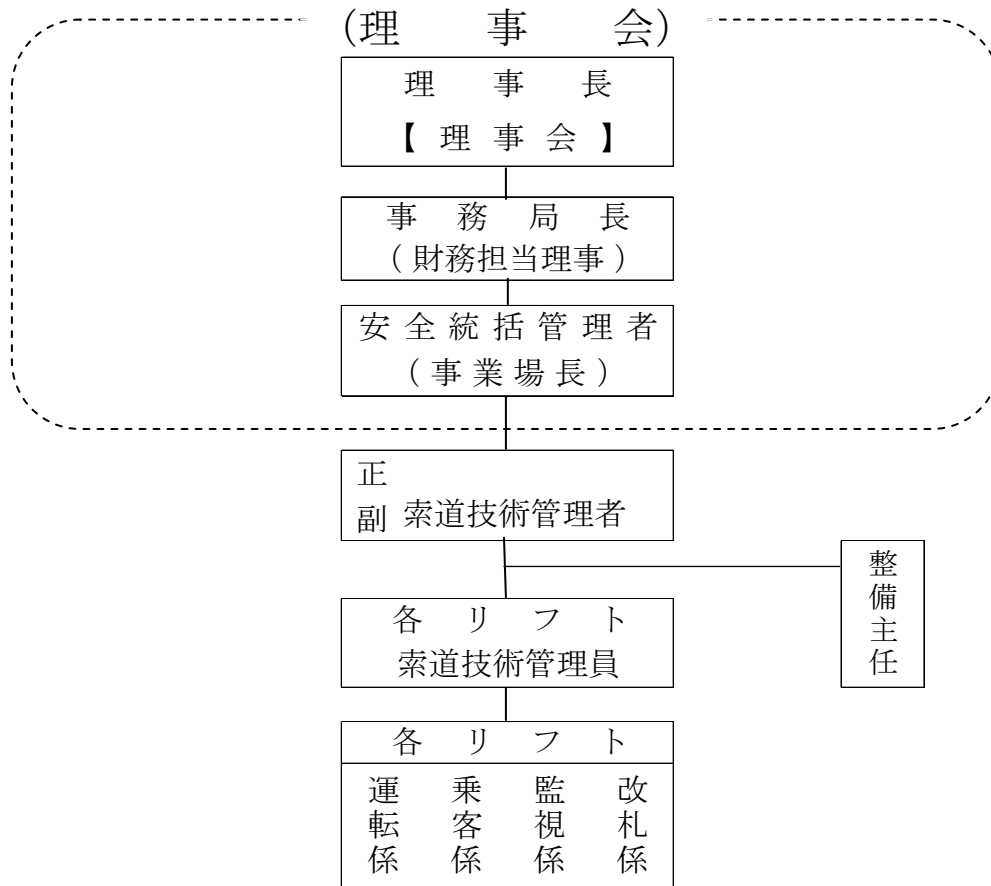 (理事会)
理事長
【理事会】
事務局長
(財務担当理事)
安全統括管理者
(事業場長)
正
副 索道技術管理者
整備主任
各リフト
索道技術管理員
各リフト
運転係
乗客係
監視係
改札係